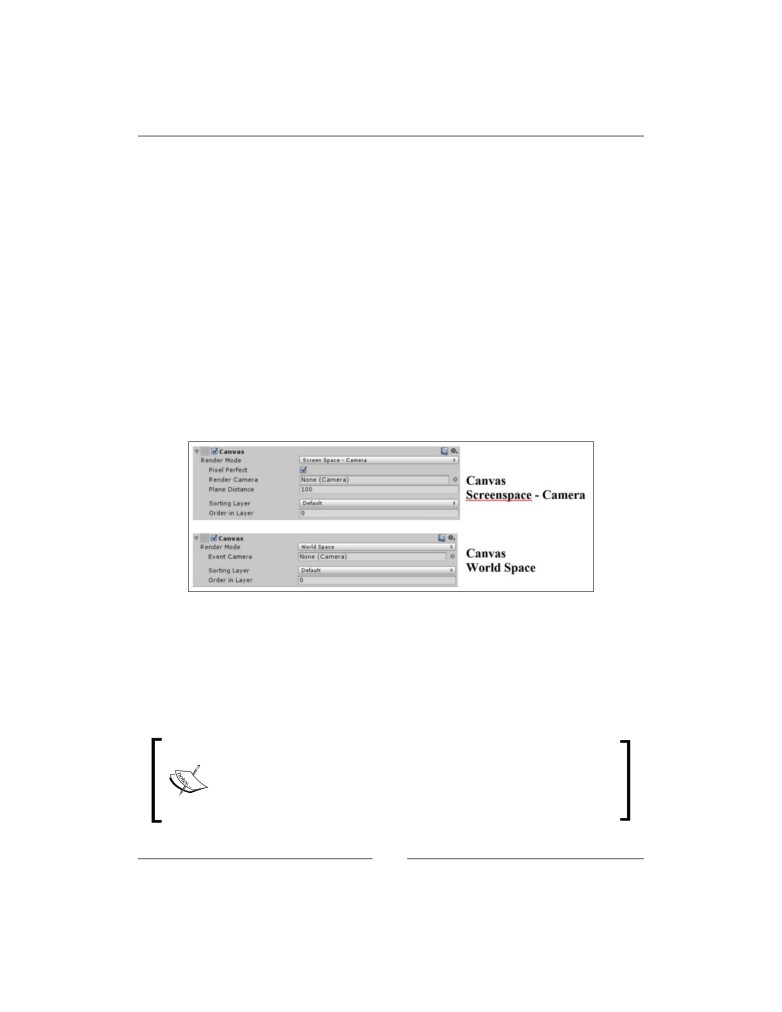 Canvas
Render Mode Screen Space - Camera
Pixel Perfect
Render Camera None (Camera)
Plane Distance 100
Sorting Layer Default
Order in Layer 0
Canvas
Screenspace - Camera
Canvas
Render Mode World Space
Event Camera None (Camera)
Sorting Layer Default
Order in Layer 0
Canvas
World Space
notes